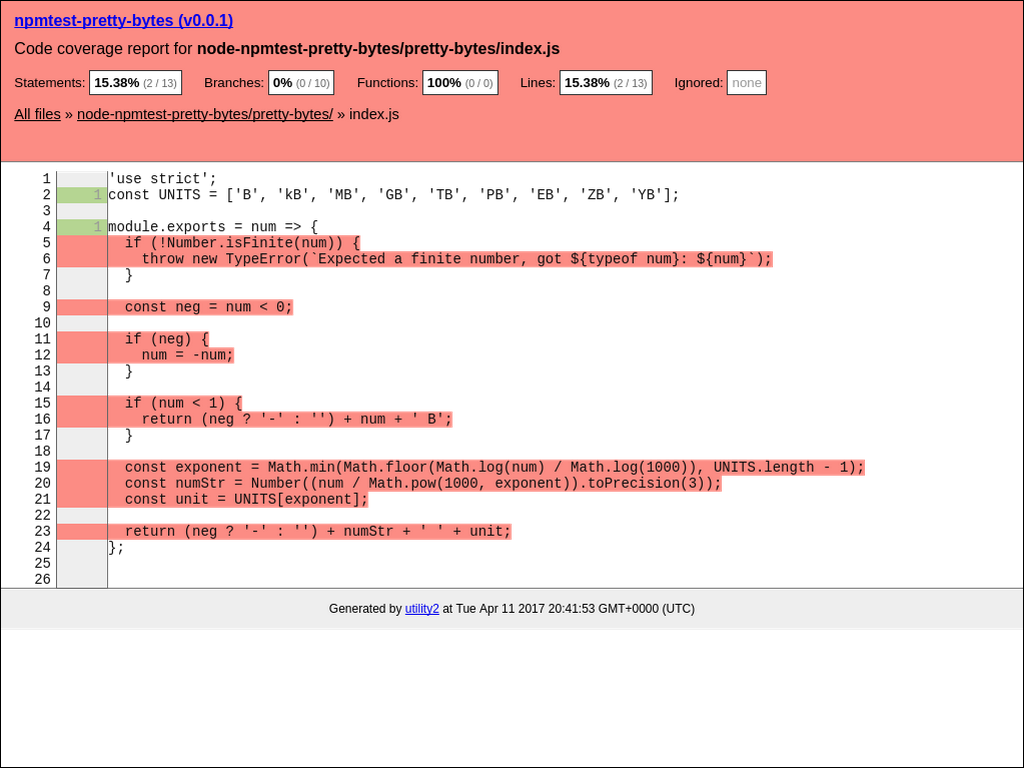 npmtest-pretty-bytes (v0.0.1)
Code coverage report for node-npmtest-pretty-bytes/pretty-bytes/index.js
Statements: 15.38% (2 / 13) Branches: 0% (0 / 10) Functions: 100% (0 / 0) Lines: 15.38% (2 / 13) Ignored: none
All files » node-npmtest-pretty-bytes/pretty-bytes/ » index.js
1 'use strict';
2 1 const UNITS = ['B', 'kB', 'MB', 'GB', 'TB', 'PB', 'EB', 'ZB', 'YB'];
3
4 1 module.exports = num => {
5 if (!Number.isFinite(num)) {
6 throw new TypeError(`Expected a finite number, got ${typeof num}: ${num}`);
7 }
8
9 const neg = num < 0;
10
11 if (neg) {
12 num = -num;
13 }
14
15 if (num < 1) {
16 return (neg ? '-' : '') + num + ' B';
17 }
18
19 const exponent = Math.min(Math.floor(Math.log(num) / Math.log(1000)), UNITS.length - 1);
20 const numStr = Number((num / Math.pow(1000, exponent)).toPrecision(3));
21 const unit = UNITS[exponent];
22
23 return (neg ? '-' : '') + numStr + ' ' + unit;
24 };
25
26
Generated by utility2 at Tue Apr 11 2017 20:41:53 GMT+0000 (UTC)